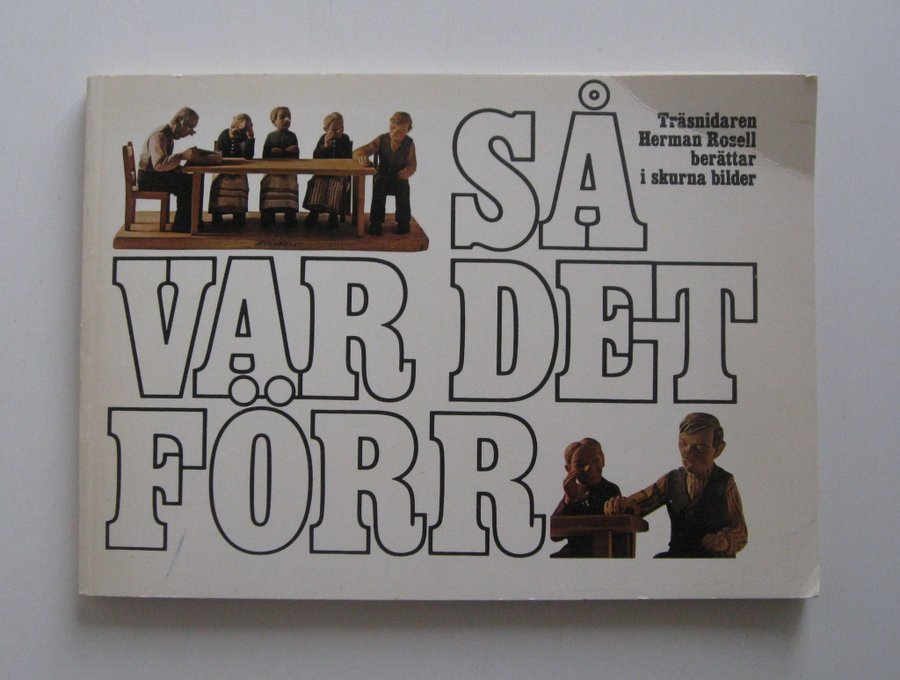 SÅ
VAR DET
FÖRR
Träsnidaren
Herman Rosell
berättar
i skurna bilder